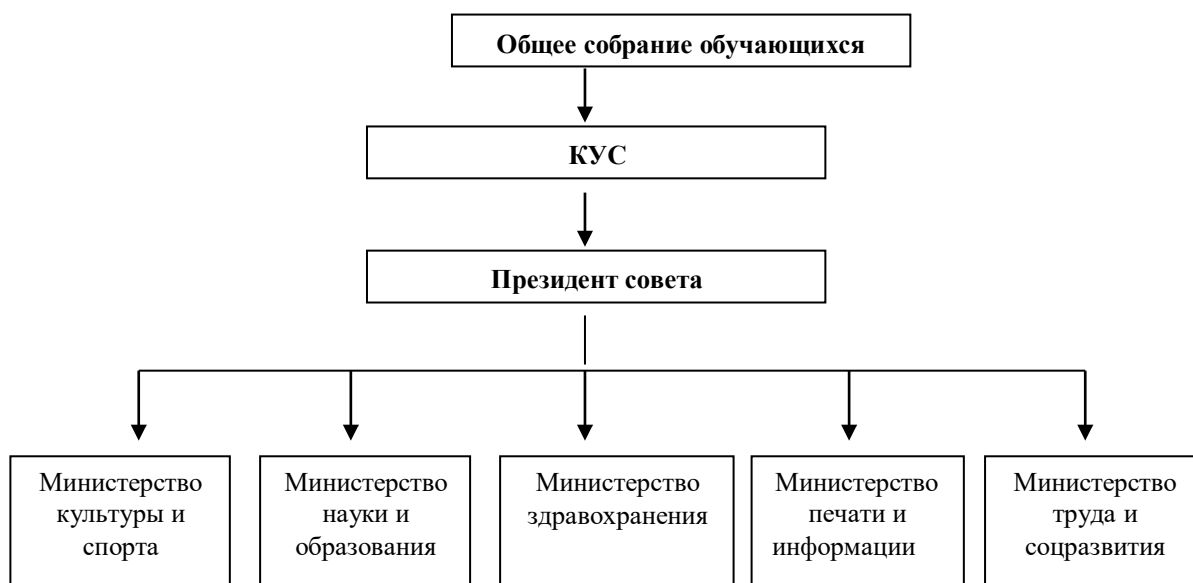 Общее собрание обучающихся
КУС
Президент совета
Министерство
культуры и
спорта
Министерство
науки и
образования
Министерство
здравохранения
Министерство
печати и
информации
Министерство
труда и
соцразвития